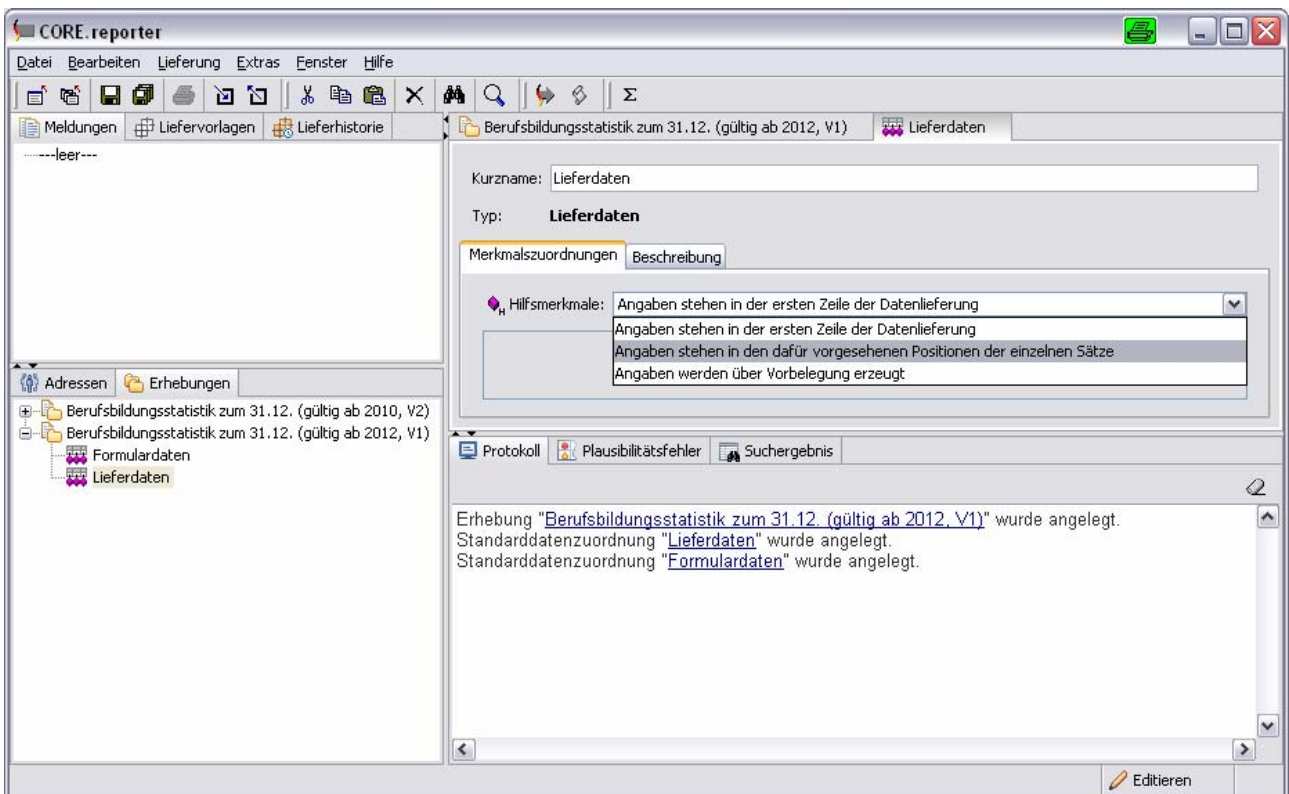 CORE.reporter
Datei Bearbeiten Lieferung Extras Fenster Hilfe
Σ
Meldungen Liefervorlagen Lieferhistorie
---leer---
Adressen Erhebungen
Berufsbildungsstatistik zum 31.12. (gültig ab 2010, V2)
Berufsbildungsstatistik zum 31.12. (gültig ab 2012, V1)
Formulardaten
Lieferdaten
Berufsbildungsstatistik zum 31.12. (gültig ab 2012, V1) Lieferdaten
Kurzname: Lieferdaten
Typ: Lieferdaten
Merkmalszuordnungen Beschreibung
H Hilfsmerkmale: Angaben stehen in der ersten Zeile der Datenlieferung
Angaben stehen in der ersten Zeile der Datenlieferung
Angaben stehen in den dafür vorgesehenen Positionen der einzelnen Sätze
Angaben werden über Vorbelegung erzeugt
Protokoll Plausibilitätsfehler Suchergebnis
Erhebung "Berufsbildungsstatistik zum 31.12. (gültig ab 2012, V1)" wurde angelegt.
Standarddatenzuordnung "Lieferdaten" wurde angelegt.
Standarddatenzuordnung "Formulardaten" wurde angelegt.
Editieren